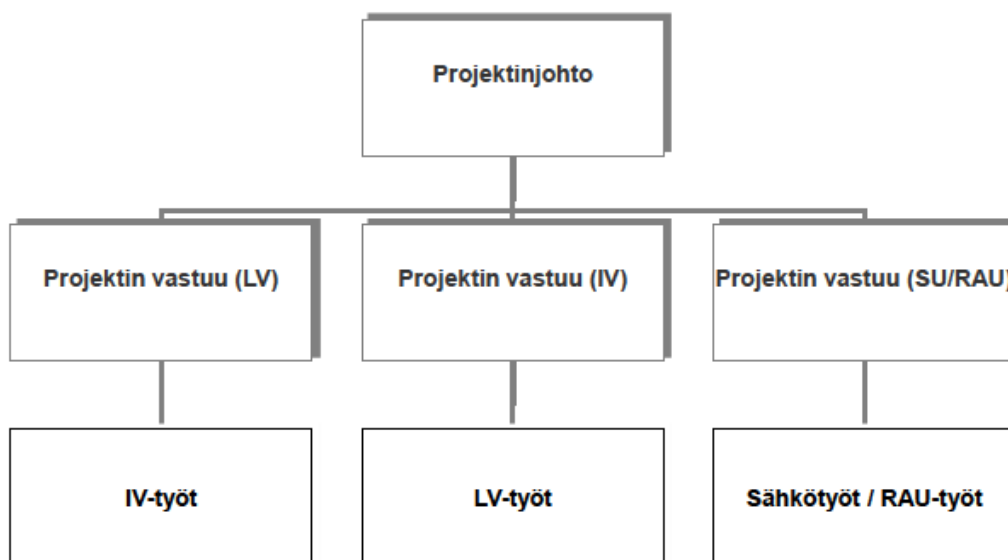 Projektinjohto
Projektin vastuu (LV)
Projektin vastuu (IV)
Projektin vastuu (SU/RAU)
IV-työt
LV-työt
Sähkötyöt / RAU-työt